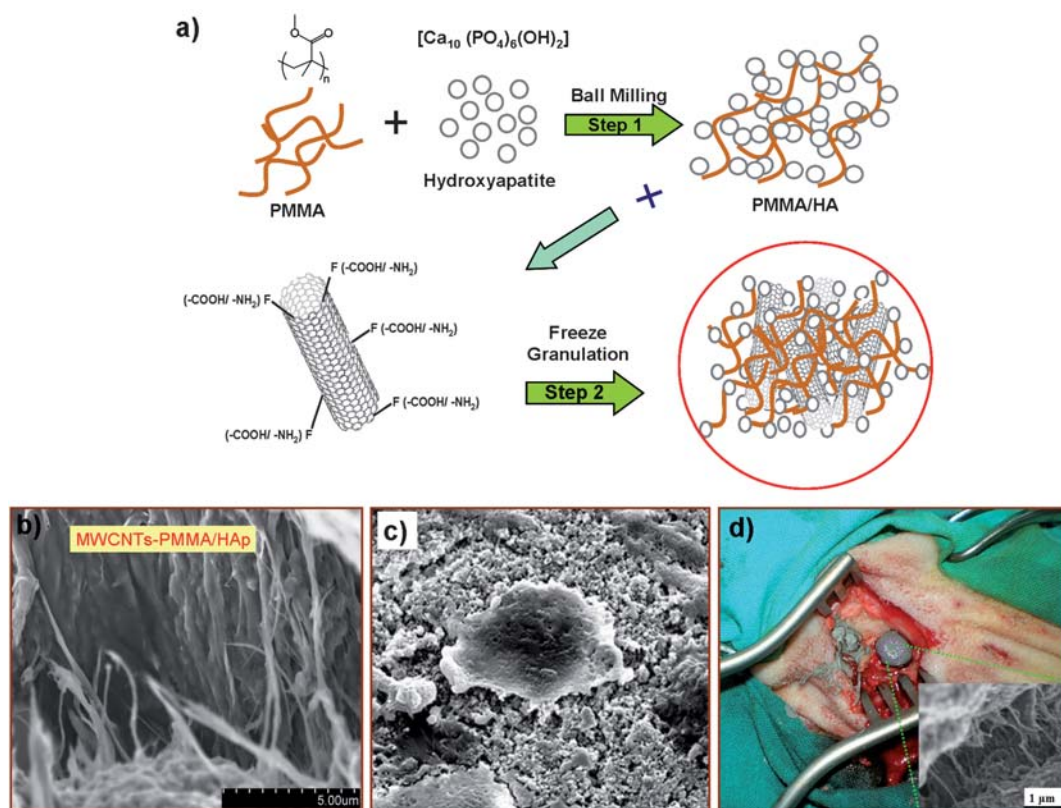 a)
O
O
n
[Ca₁₀ (PO₄)₆(OH)₂]
+
Ball Milling
Step 1
PMMA
Hydroxyapatite
PMMA/HA
+
F (-COOH/ -NH₂)
(-COOH/ -NH₂) F
F (-COOH/ -NH₂)
F (-COOH/ -NH₂)
(-COOH/ -NH₂) F
Freeze
Granulation
Step 2
b)
MWCNTs-PMMA/HAp
5.00um
c)
d)
1 µm